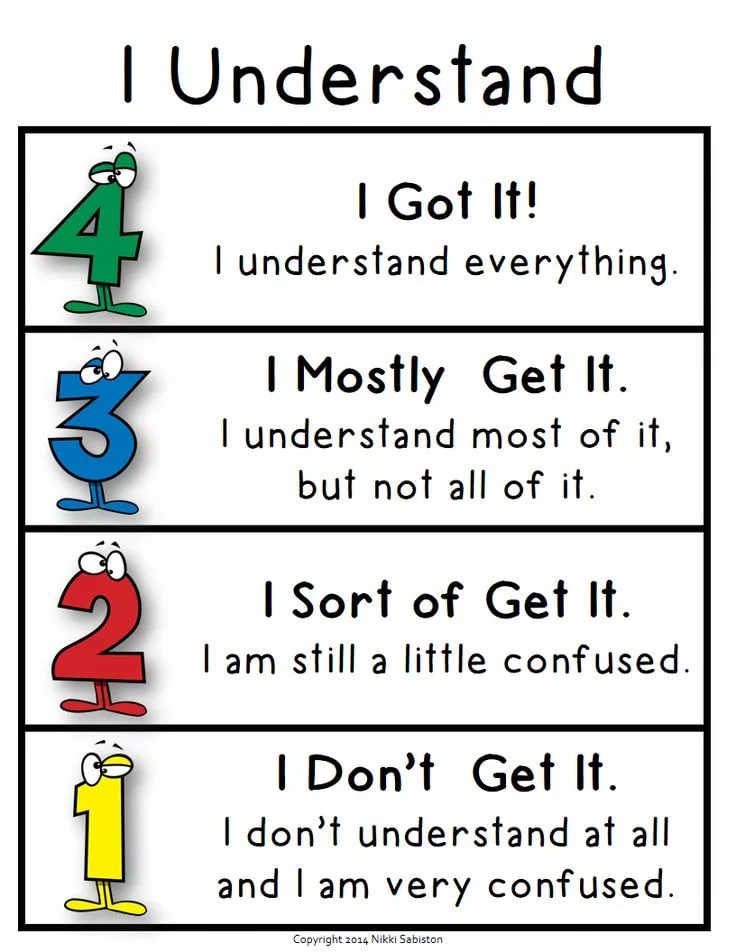 I Understand
4
I Got It!
I understand everything.
3
I Mostly Get It.
I understand most of it,
but not all of it.
2
I Sort of Get It.
I am still a little confused.
1
I Don't Get It.
I don't understand at all
and I am very confused.
Copyright 2014 Nikki Sabiston